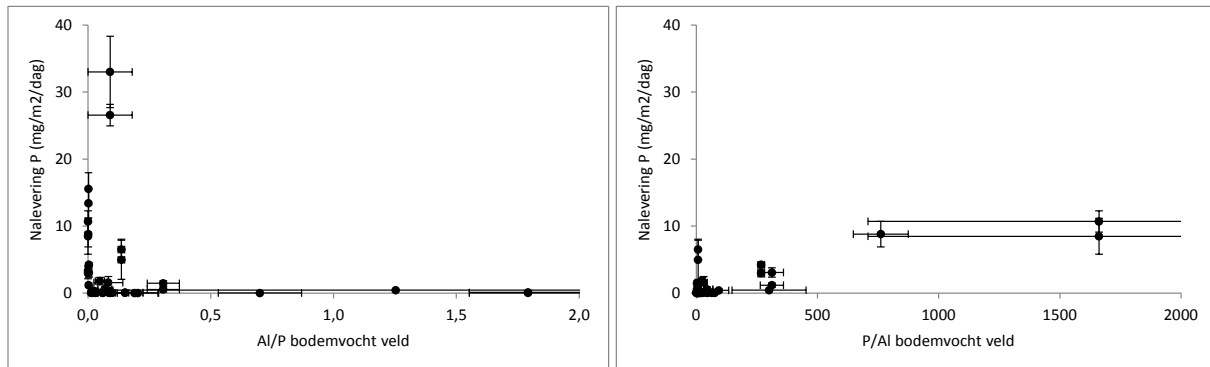 40
30
20
10
0
Nalevering P (mg/m2/dag)
0,0 0,5 1,0 1,5 2,0
Al/P bodemvocht veld
40
30
20
10
0
Nalevering P (mg/m2/dag)
0 500 1000 1500 2000
P/Al bodemvocht veld